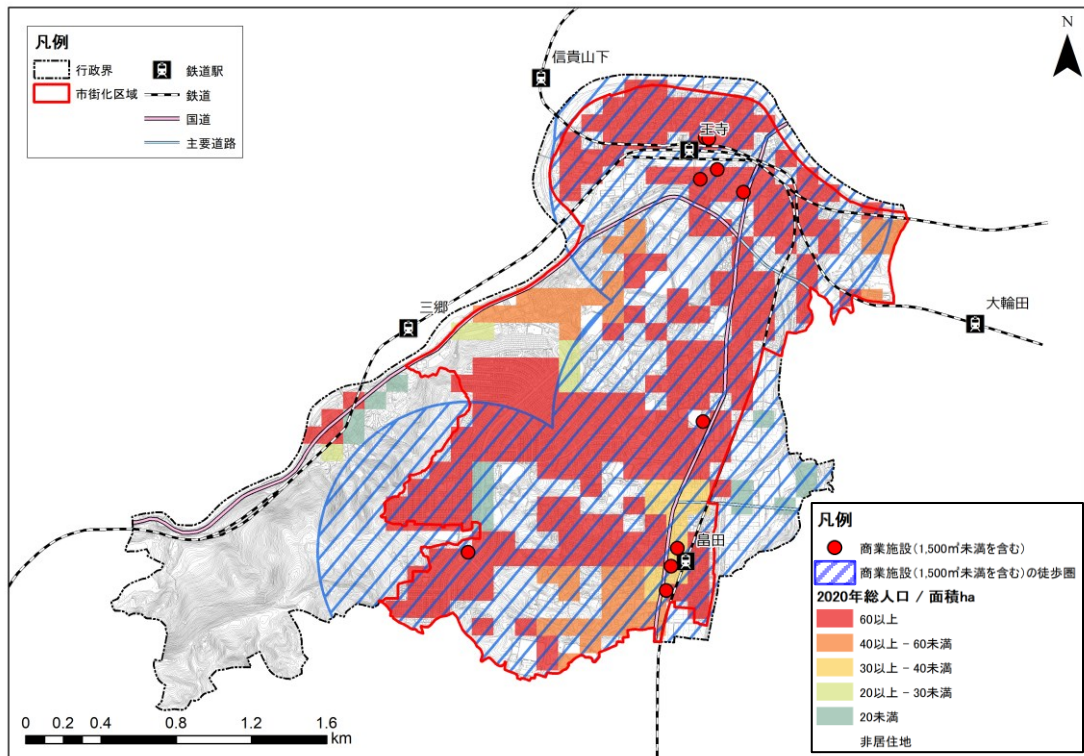 凡例
行政界
鉄道駅
市街化区域
鉄道
国道
主要道路
N
信貴山下
王寺
三郷
大輪田
畠田
凡例
商業施設(1,500㎡未満を含む)
商業施設(1,500㎡未満を含む)の徒歩圏
2020年総人口 / 面積ha
60以上
40以上 - 60未満
30以上 - 40未満
20以上 - 30未満
20未満
非居住地
0 0.2 0.4 0.8 1.2 1.6
km